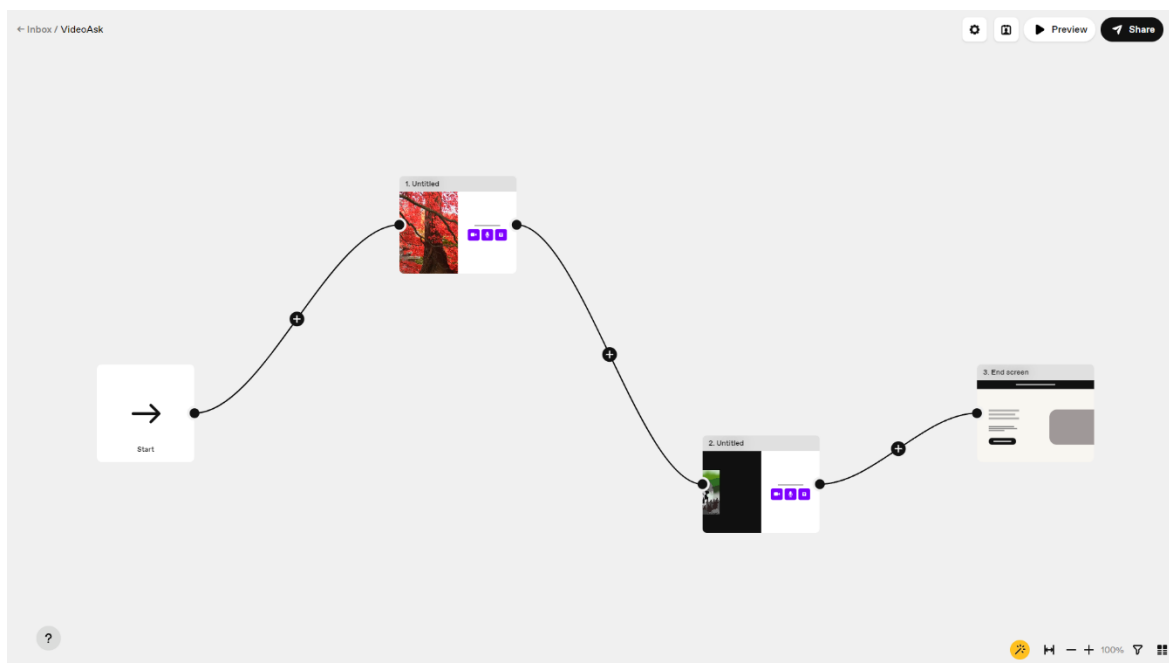 ← Inbox / VideoAsk
Preview
Share
1. Untitled
Start
3. End screen
2. Untitled
?
100%